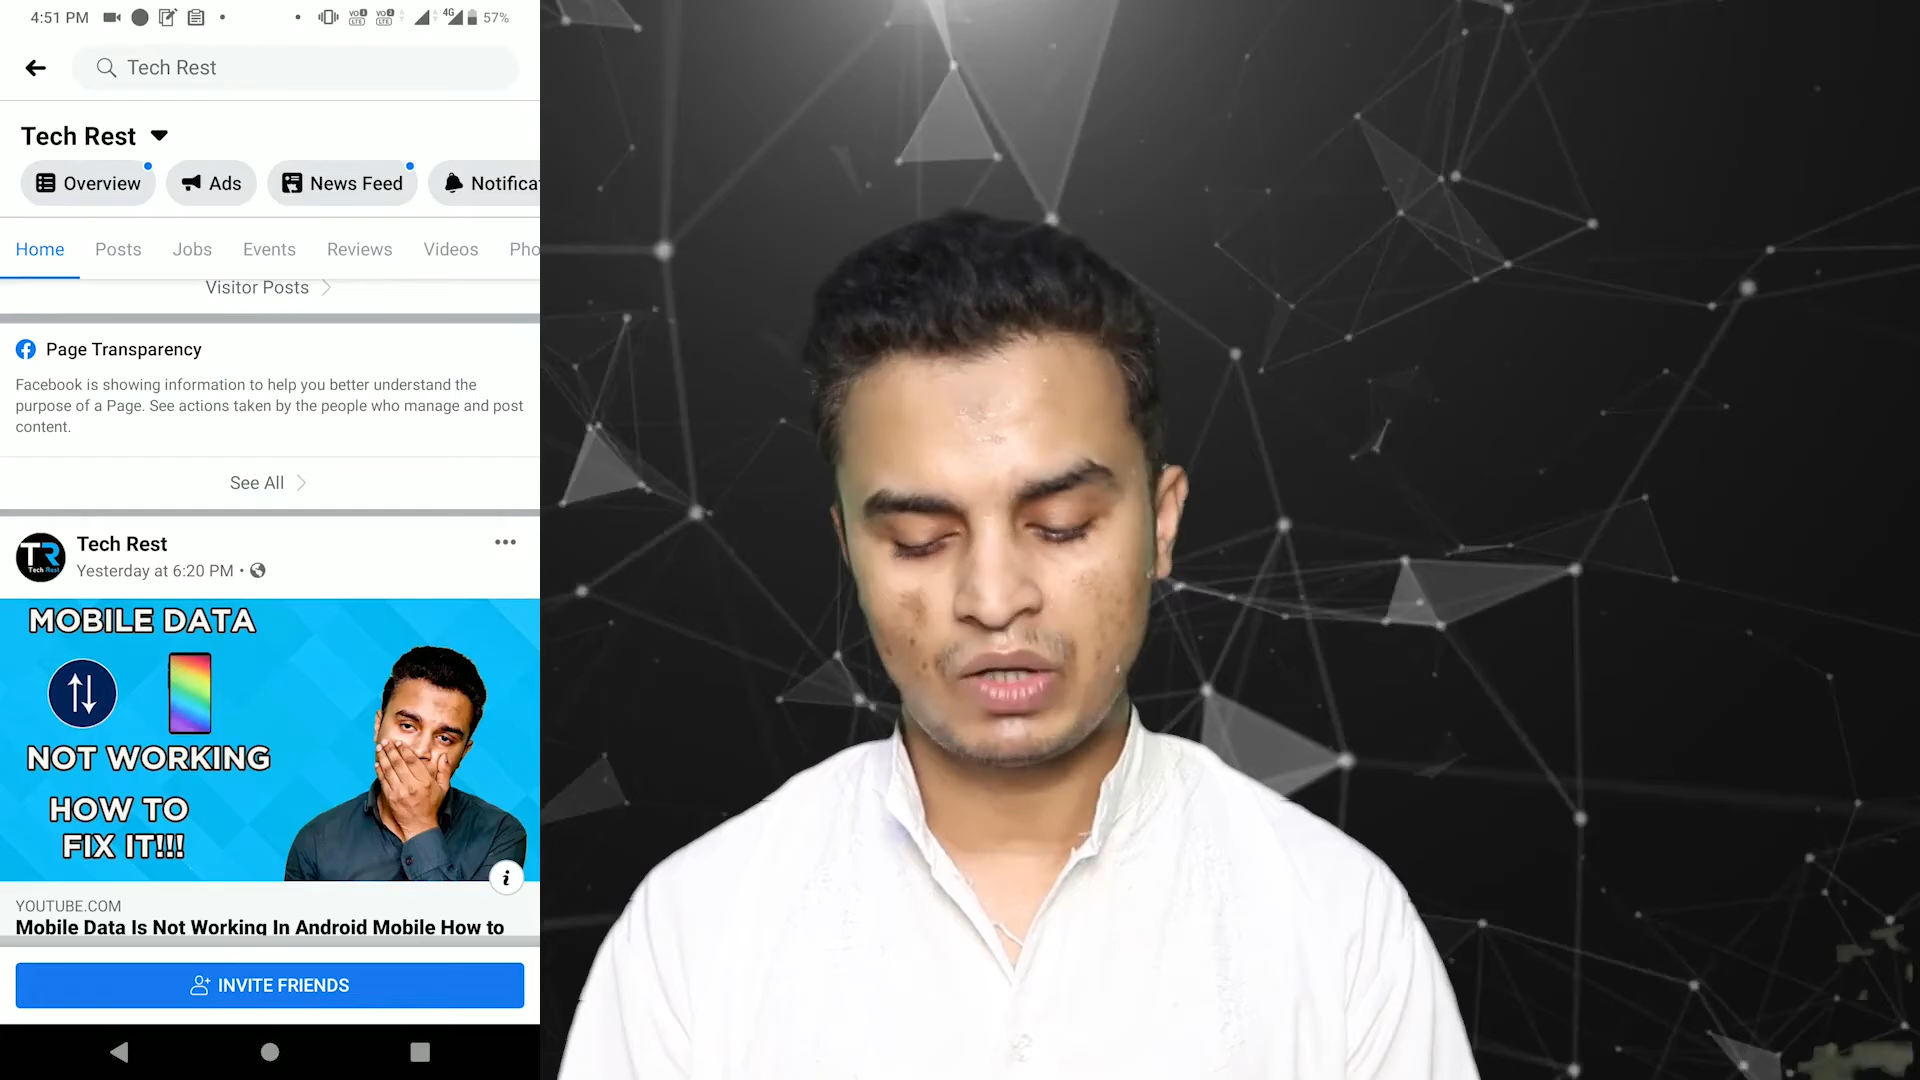 4:51 PM
4G
57%
Tech Rest
Tech Rest
Overview
Ads
News Feed
Notifica
Home
Posts
Jobs
Events
Reviews
Videos
Pho
Visitor Posts
Page Transparency
Facebook is showing information to help you better understand the
purpose of a Page. See actions taken by the people who manage and post
content.
See All
TR
Tech Rest
Tech Rest
Yesterday at 6:20 PM •
MOBILE DATA
NOT WORKING
HOW TO
FIX IT!!!
YOUTUBE.COM
Mobile Data Is Not Working In Android Mobile How to
INVITE FRIENDS